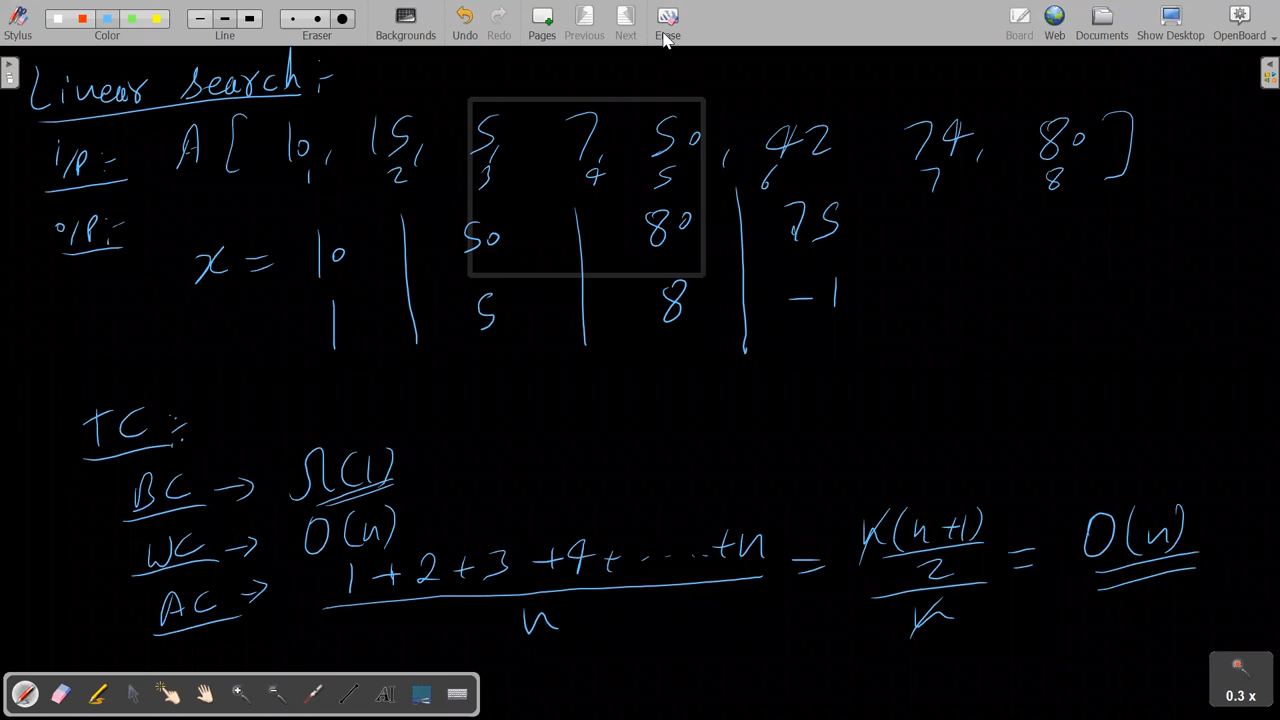 Color Line Eraser Backgrounds Undo Redo Pages Previous Next Erase Board Web Documents Show Desktop OpenBoard
Stylus
Linear search :-
i/p :- A[ 10, 15, 5, 7, 50, 42 74, 80 ]
1 2 3 4 5 6 7 8
o/p :-
x = 10 | 50 | 80 | 75
1 | 5 | 8 | -1
TC :-
BC → Ω(1)
WC → O(n)
AC → 1 + 2 + 3 + 4 + ...... + n / n = n(n+1) / 2 / n = O(n)
AI
0.3 x